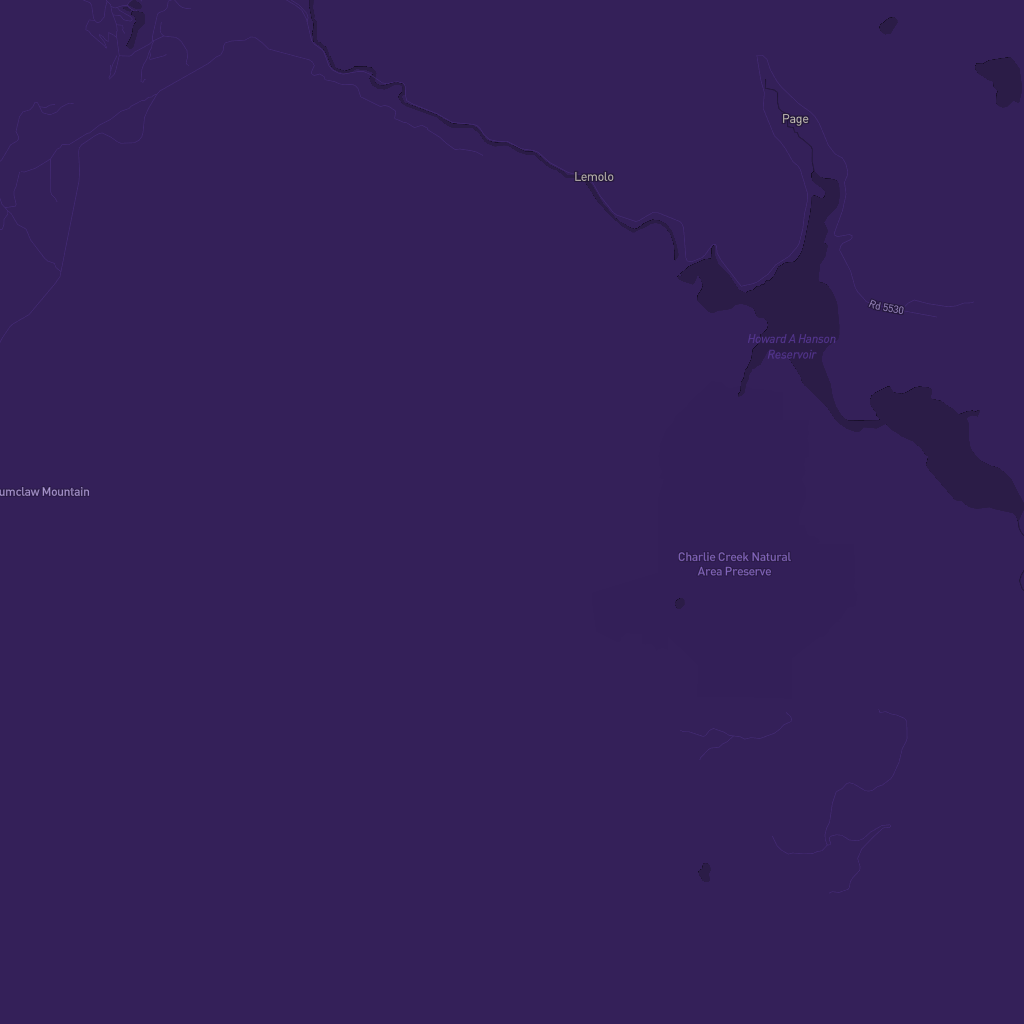 Page
Lemolo
Rd 5530
Howard A Hanson
Reservoir
umclaw Mountain
Charlie Creek Natural
Area Preserve